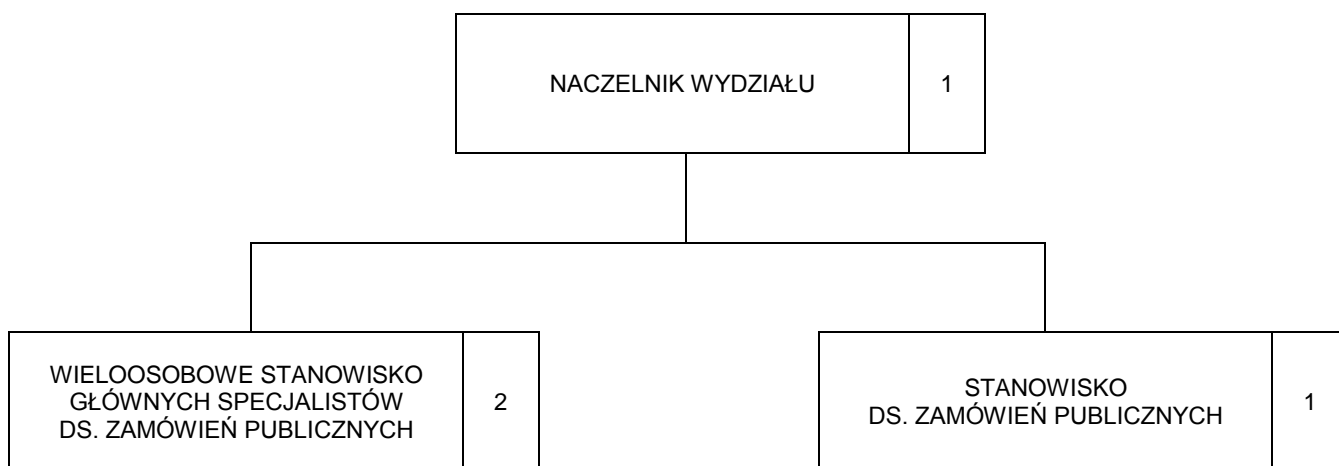 NACZELNIK WYDZIAŁU
1
WIELOOSOBOWE STANOWISKO
GŁÓWNYCH SPECJALISTÓW
DS. ZAMÓWIEŃ PUBLICZNYCH
2
STANOWISKO
DS. ZAMÓWIEŃ PUBLICZNYCH
1